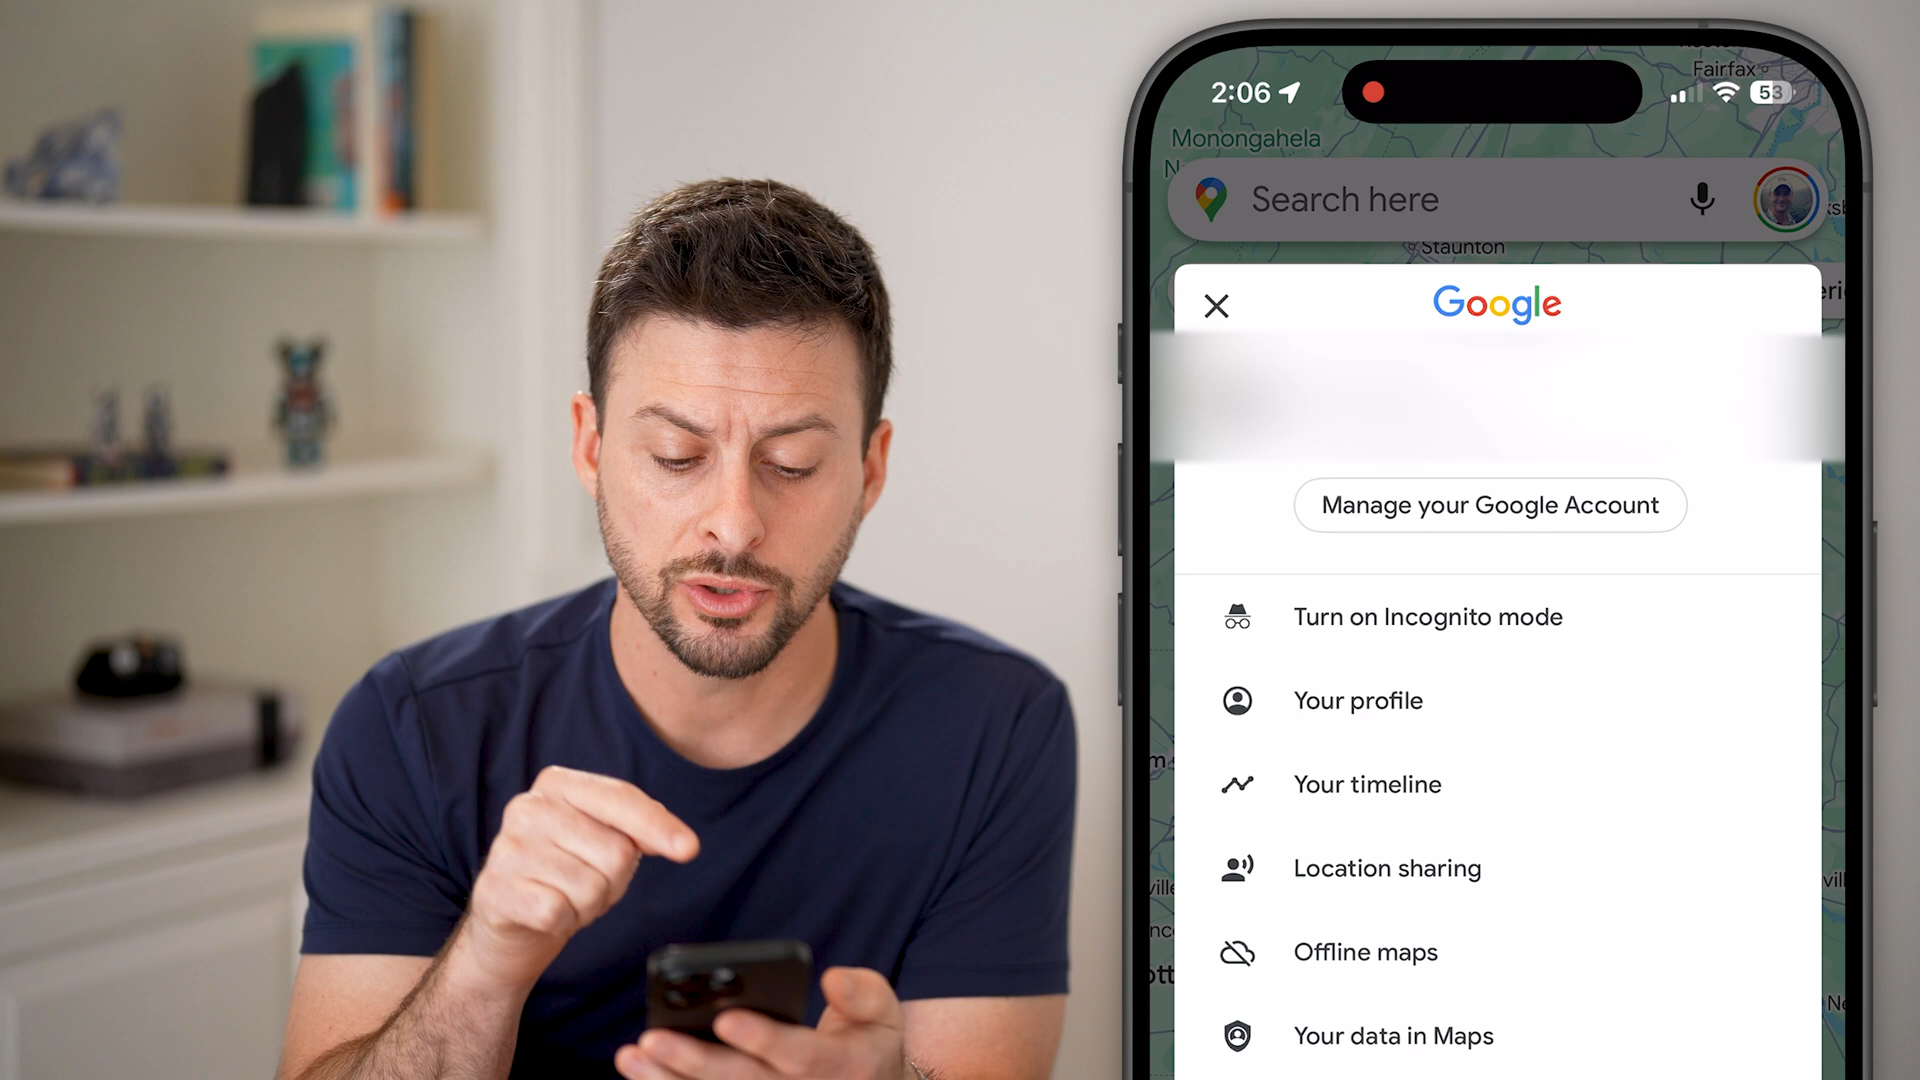 Fairfax
2:06
53
Monongahela
Search here
Staunton
Google
Manage your Google Account
Turn on Incognito mode
Your profile
Your timeline
Location sharing
Offline maps
Your data in Maps